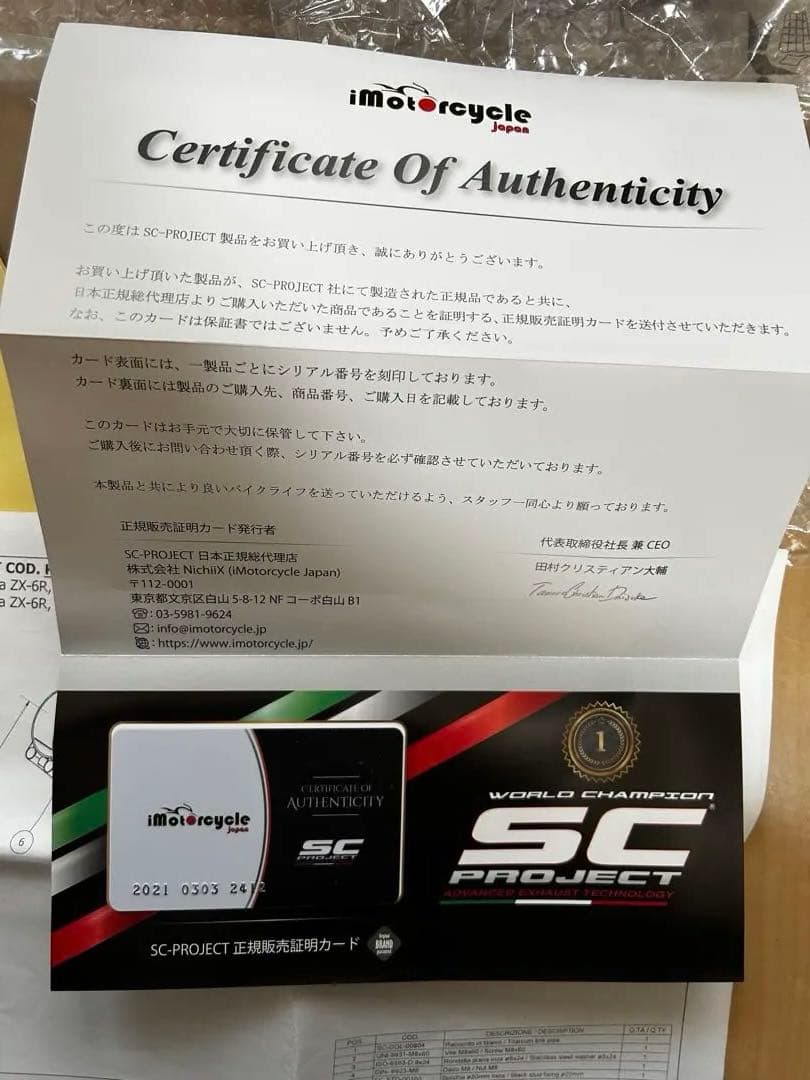 iMotorcycle
japan
Certificate Of Authenticity
この度は SC-PROJECT 製品をお買い上げ頂き、誠にありがとうございます。
お買い上げ頂いた製品が、SC-PROJECT 社にて製造された正規品であると共に、
日本正規総代理店よりご購入いただいた商品であることを証明する、正規販売証明カードを送付させていただきます。
なお、このカードは保証書ではございません。予めご了承ください。
カード表面には、一製品ごとにシリアル番号を刻印しております。
カード裏面には製品のご購入先、商品番号、ご購入日を記載しております。
このカードはお手元で大切に保管して下さい。
ご購入後にお問い合わせ頂く際、シリアル番号を必ず確認させていただいております。
本製品と共により良いバイクライフを送っていただけるよう、スタッフ一同心より願っております。
正規販売証明カード発行者
SC-PROJECT 日本正規総代理店
株式会社 NichiiX (iMotorcycle Japan)
〒112-0001
東京都文京区白山 5-8-12 NF コーポ白山 B1
: 03-5981-9624
: info@imotorcycle.jp
: https://www.imotorcycle.jp/
代表取締役社長 兼 CEO
田村クリスティアン大輔
COD.
a ZX-6R,
a ZX-6R,
6
iMotorcycle
japan
CERTIFICATE OF
AUTHENTICITY
SC
PROJECT
2021 0303 2412
SC-PROJECT 正規販売証明カード
BRAND
1
WORLD CHAMPION
SC
PROJECT
ADVANCED EXHAUST TECHNOLOGY
POS.
COD.
DESCRIZIONE / DESCRIPTION
Q.TA / Q.TY
1
2
3